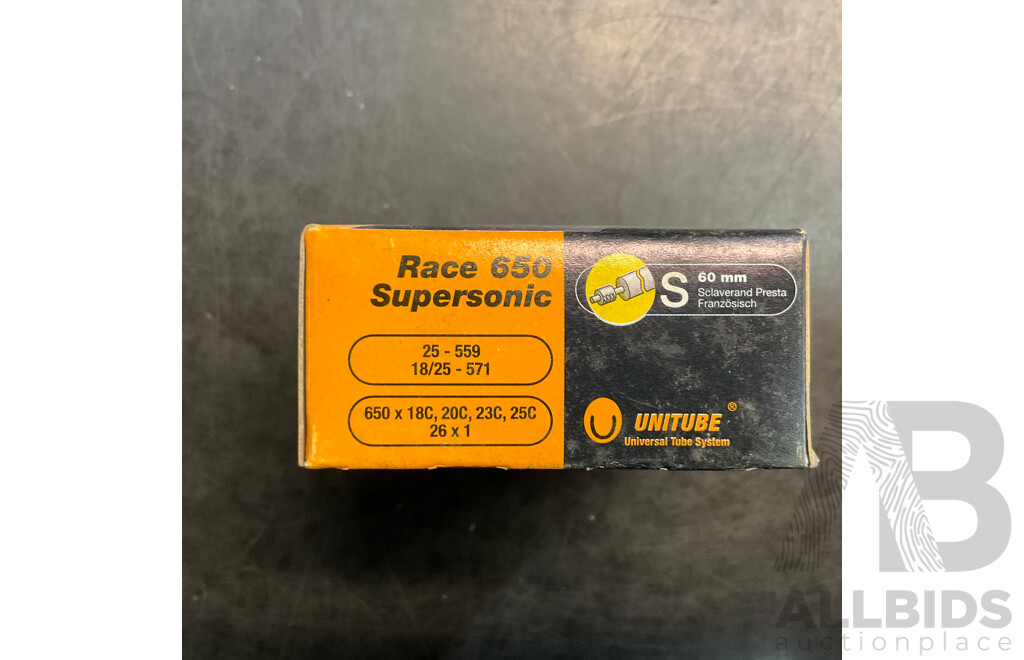 Race 650
Supersonic
25 - 559
18/25 - 571
650 x 18C, 20C, 23C, 25C
26 x 1
S
60 mm
Sclaverand Presta
Französisch
UNITUBE®
Universal Tube System
AB
ALLBIDS
auctionplace